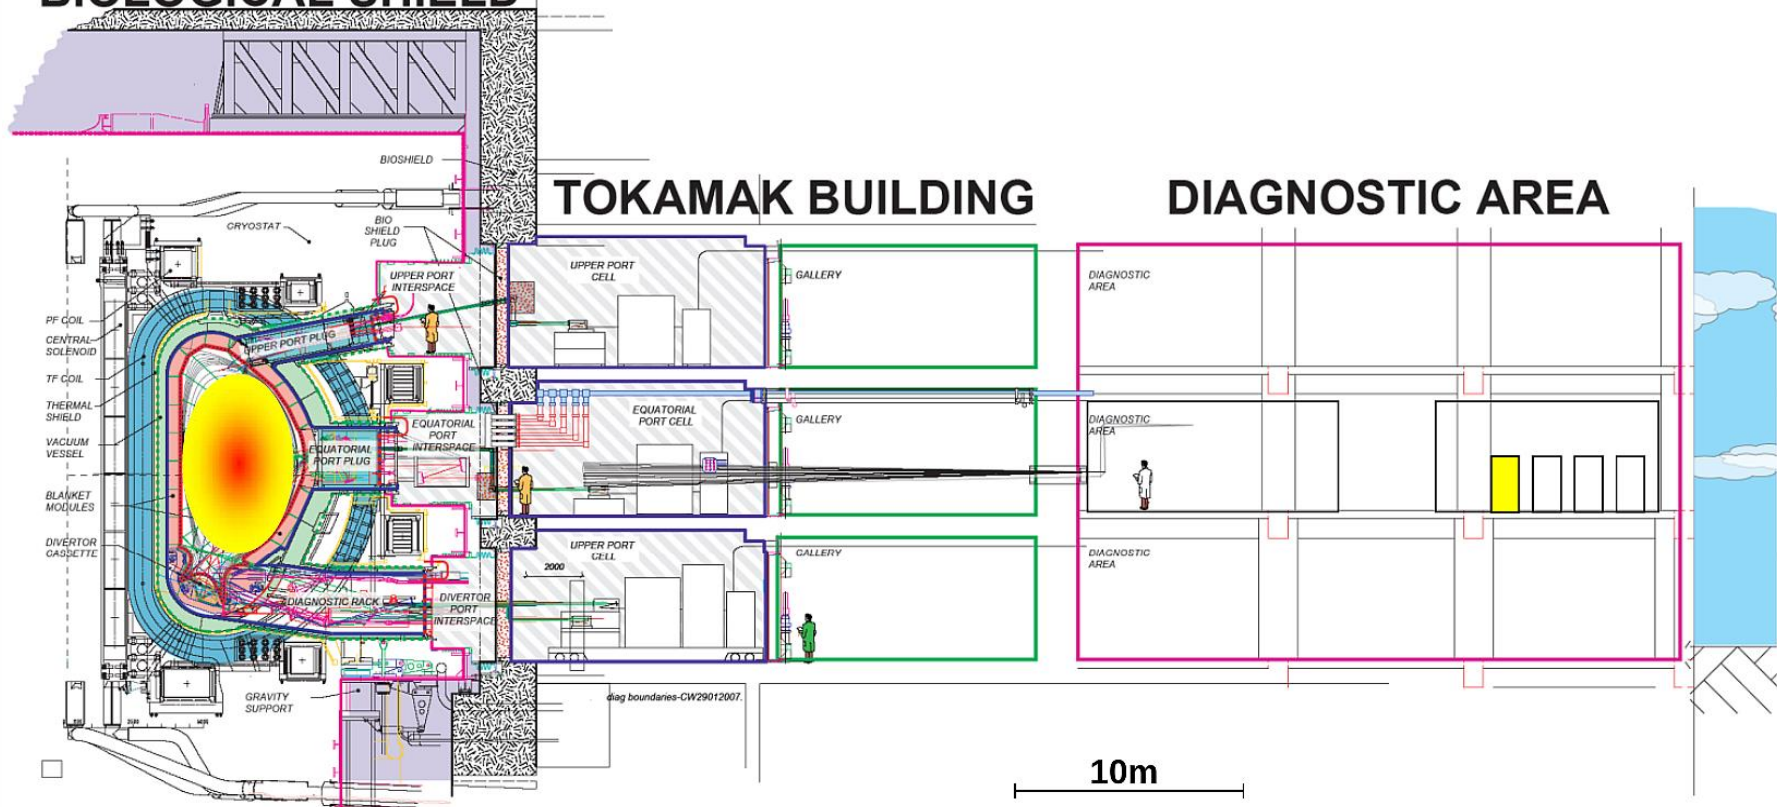 BIOLOGICAL SHIELD
BIOSHIELD
TOKAMAK BUILDING
DIAGNOSTIC AREA
CRYOSTAT
BIO
SHIELD
PLUG
UPPER PORT
INTERSPACE
UPPER PORT
CELL
GALLERY
DIAGNOSTIC
AREA
PF COIL
CENTRAL
SOLENOID
TF COIL
THERMAL
SHIELD
VACUUM
VESSEL
BLANKET
MODULES
DIVERTOR
CASSETTE
UPPER PORT PLUG
EQUATORIAL
PORT PLUG
EQUATORIAL
PORT
INTERSPACE
EQUATORIAL
PORT CELL
GALLERY
DIAGNOSTIC
AREA
DIAGNOSTIC RACK
DIVERTOR
PORT
INTERSPACE
UPPER PORT
CELL
2000
GALLERY
DIAGNOSTIC
AREA
GRAVITY
SUPPORT
diag boundaries-CW29012007.
10m